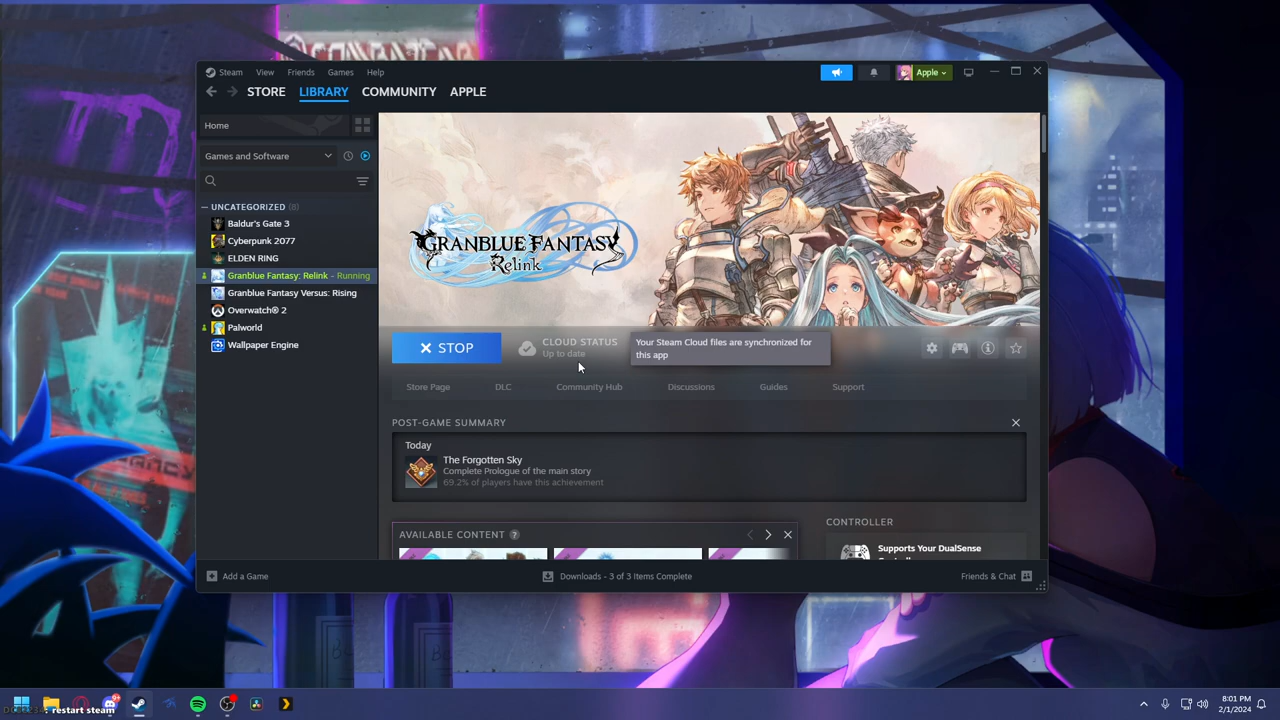 Steam View Friends Games Help
Apple
STORE LIBRARY COMMUNITY APPLE
Home
Games and Software
UNCATEGORIZED (8)
Baldur's Gate 3
Cyberpunk 2077
ELDEN RING
Granblue Fantasy: Relink - Running
Granblue Fantasy Versus: Rising
Overwatch® 2
Palworld
Wallpaper Engine
GRANBLUE FANTASY
Relink
STOP
CLOUD STATUS
Up to date
Your Steam Cloud files are synchronized for
this app
Store Page DLC Community Hub Discussions Guides Support
POST-GAME SUMMARY
Today
The Forgotten Sky
Complete Prologue of the main story
69.2% of players have this achievement
AVAILABLE CONTENT ?
CONTROLLER
Supports Your DualSense
Add a Game
Downloads - 3 of 3 Items Complete
Friends & Chat
9+
restart steam
8:01 PM
2/1/2024